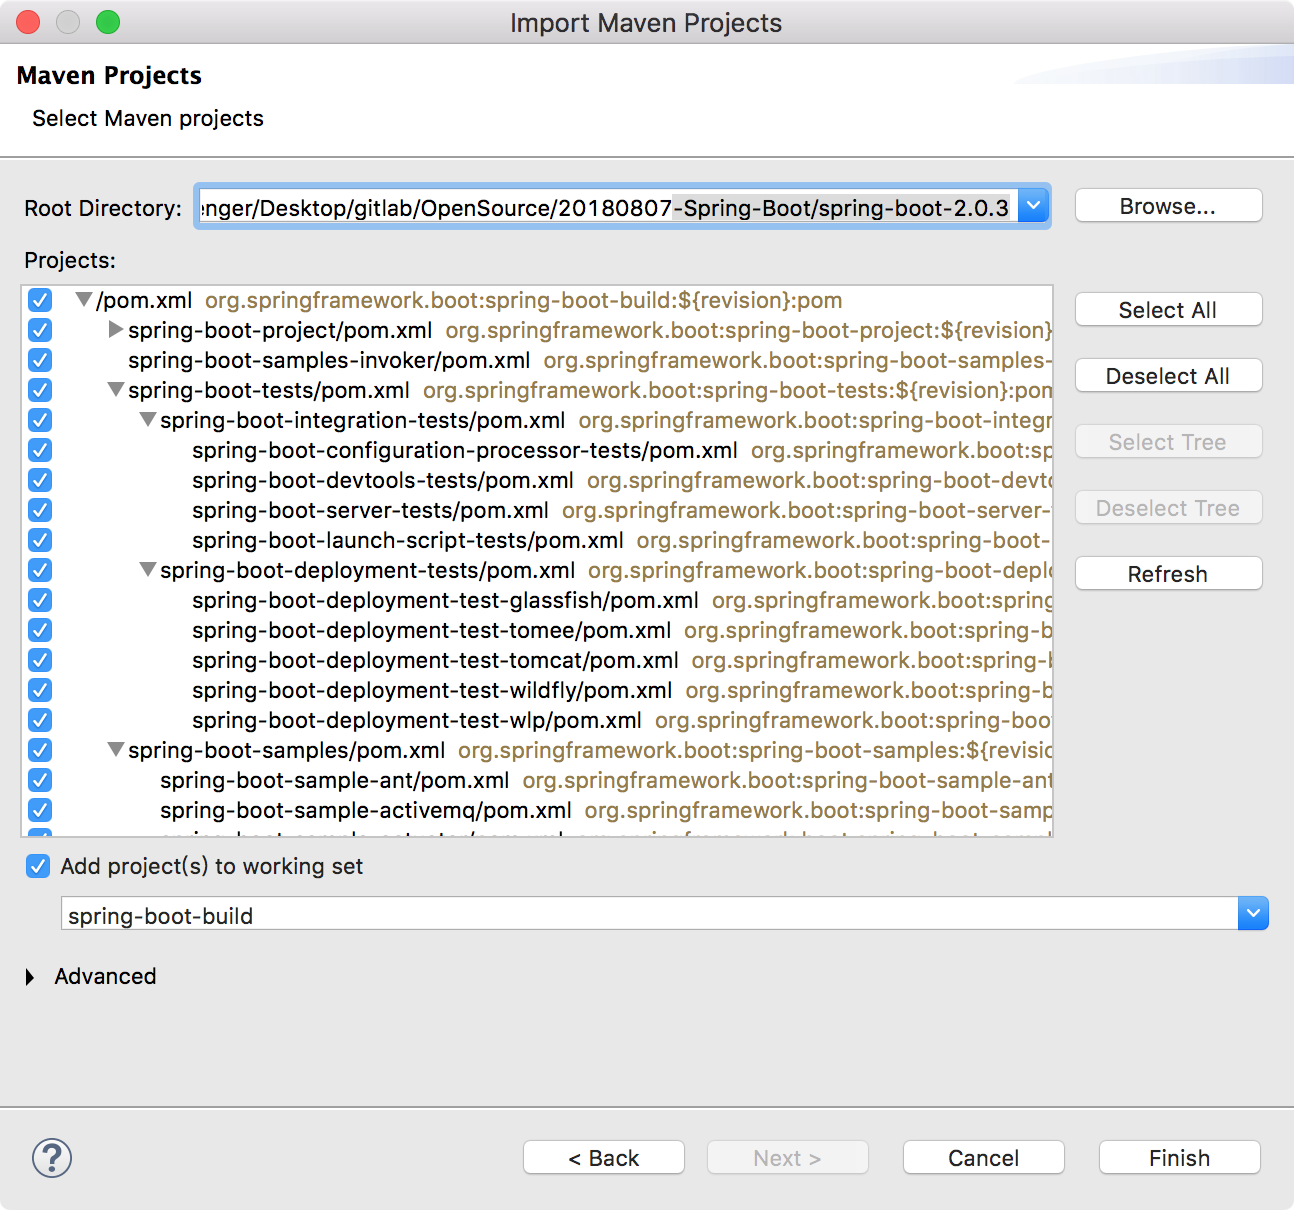 Import Maven Projects
Maven Projects
Select Maven projects
Root Directory: enger/Desktop/gitlab/OpenSource/20180807-Spring-Boot/spring-boot-2.0.3 Browse...
Projects:
/pom.xml org.springframework.boot:spring-boot-build:${revision}:pom
Select All
spring-boot-project/pom.xml org.springframework.boot:spring-boot-project:${revision}
spring-boot-samples-invoker/pom.xml org.springframework.boot:spring-boot-samples-
Deselect All
spring-boot-tests/pom.xml org.springframework.boot:spring-boot-tests:${revision}:pom
spring-boot-integration-tests/pom.xml org.springframework.boot:spring-boot-integr
Select Tree
spring-boot-configuration-processor-tests/pom.xml org.springframework.boot:sp
spring-boot-devtools-tests/pom.xml org.springframework.boot:spring-boot-devto
Deselect Tree
spring-boot-server-tests/pom.xml org.springframework.boot:spring-boot-server-
spring-boot-launch-script-tests/pom.xml org.springframework.boot:spring-boot-
spring-boot-deployment-tests/pom.xml org.springframework.boot:spring-boot-depl
Refresh
spring-boot-deployment-test-glassfish/pom.xml org.springframework.boot:spring
spring-boot-deployment-test-tomee/pom.xml org.springframework.boot:spring-b
spring-boot-deployment-test-tomcat/pom.xml org.springframework.boot:spring-
spring-boot-deployment-test-wildfly/pom.xml org.springframework.boot:spring-b
spring-boot-deployment-test-wlp/pom.xml org.springframework.boot:spring-boo
spring-boot-samples/pom.xml org.springframework.boot:spring-boot-samples:${revisio
spring-boot-sample-ant/pom.xml org.springframework.boot:spring-boot-sample-ant
spring-boot-sample-activemq/pom.xml org.springframework.boot:spring-boot-samp
Add project(s) to working set
spring-boot-build
Advanced
?
< Back Next > Cancel Finish